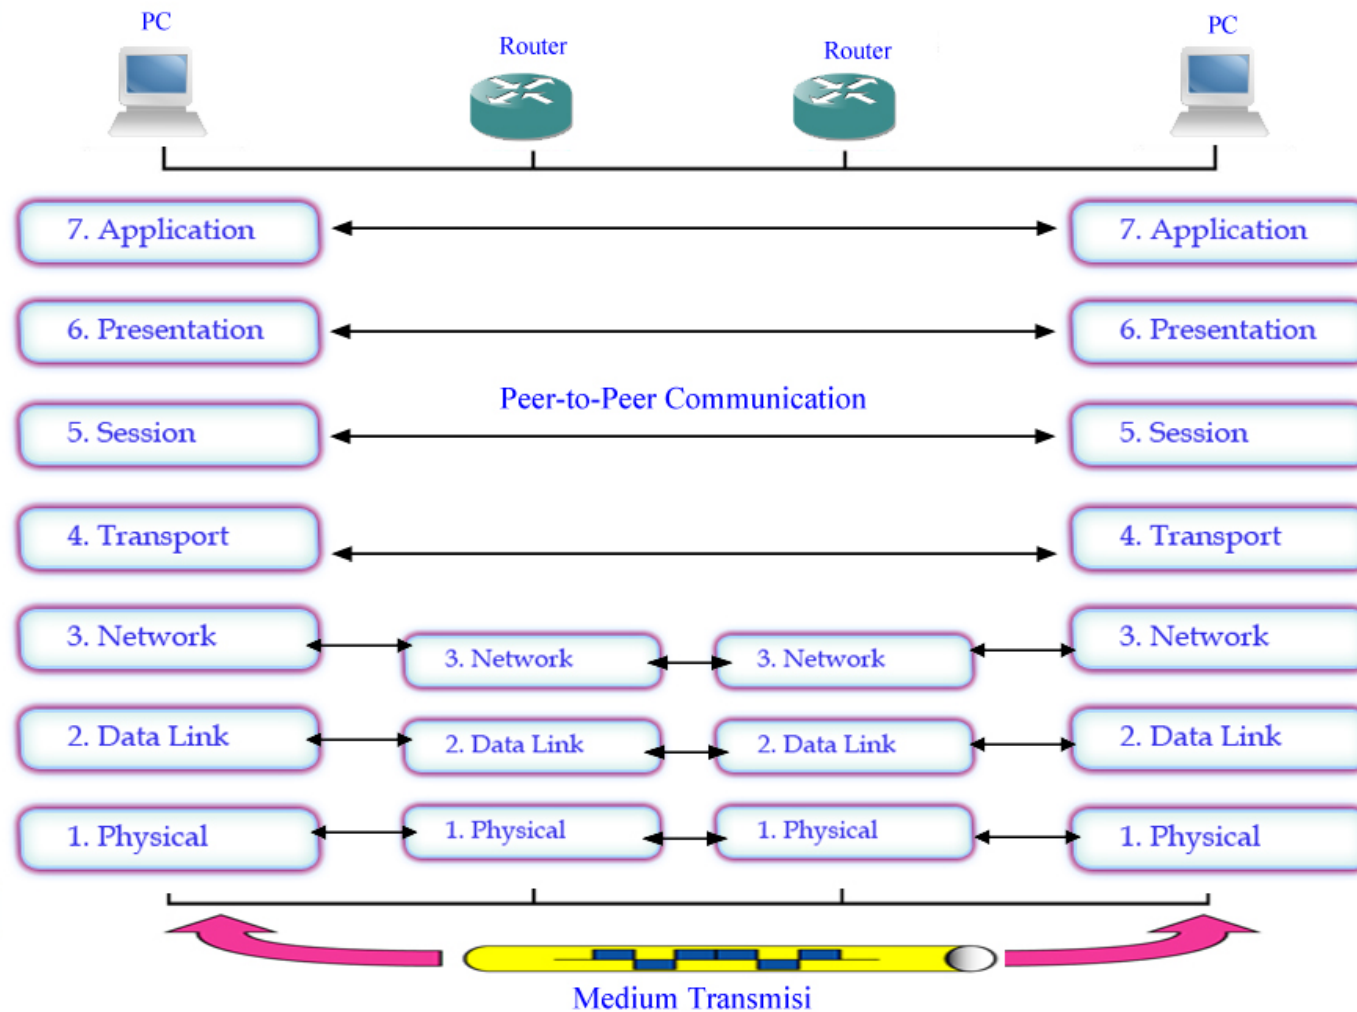 PC
Router
Router
PC
7. Application
7. Application
6. Presentation
6. Presentation
Peer-to-Peer Communication
5. Session
5. Session
4. Transport
4. Transport
3. Network
3. Network
3. Network
3. Network
2. Data Link
2. Data Link
2. Data Link
2. Data Link
1. Physical
1. Physical
1. Physical
1. Physical
Medium Transmisi